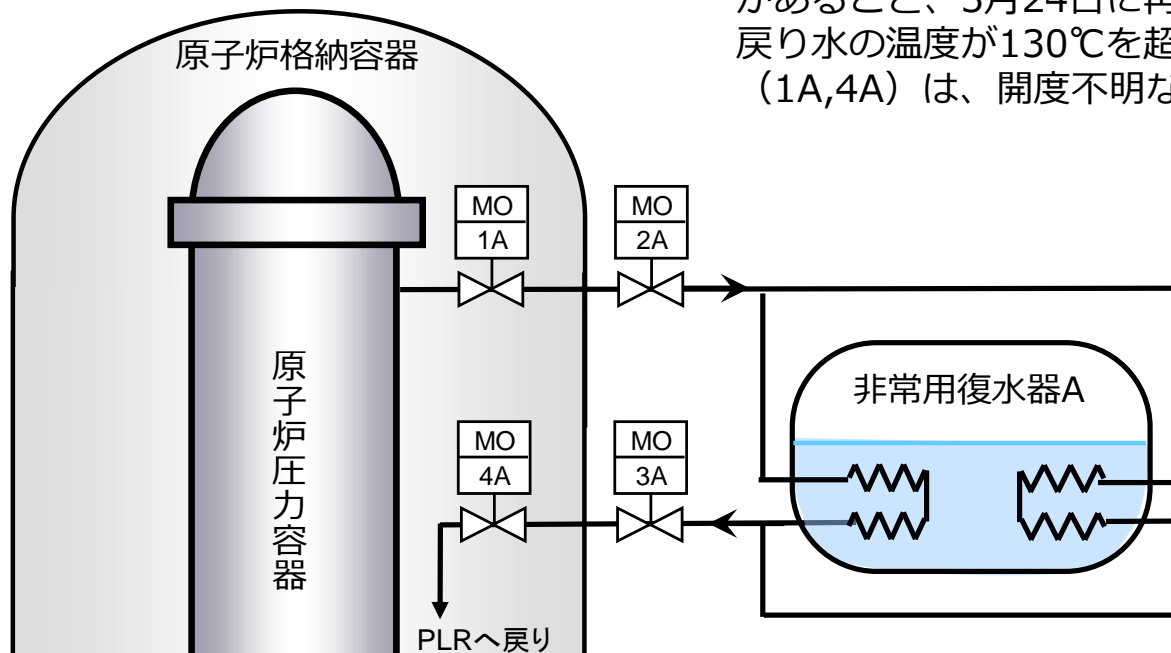 があること、3月24日に再
戻り水の温度が130℃を超
（1A,4A）は、開度不明な
原子炉格納容器
MO
1A
MO
2A
原子炉圧力容器
非常用復水器A
MO
4A
MO
3A
PLRへ戻り